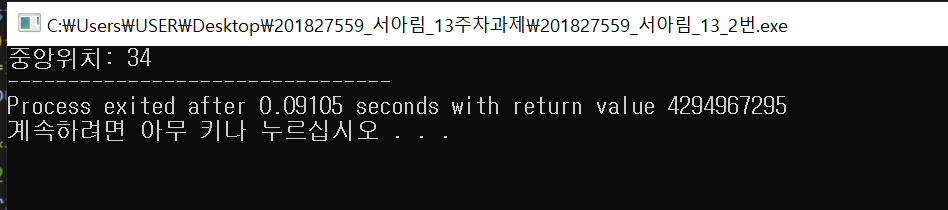 C:₩Users₩USER₩Desktop₩201827559_서아림_13주차과제₩201827559_서아림_13_2번.exe
중앙위치: 34
--------------------------------
Process exited after 0.09105 seconds with return value 4294967295
계속하려면 아무 키나 누르십시오 . . .